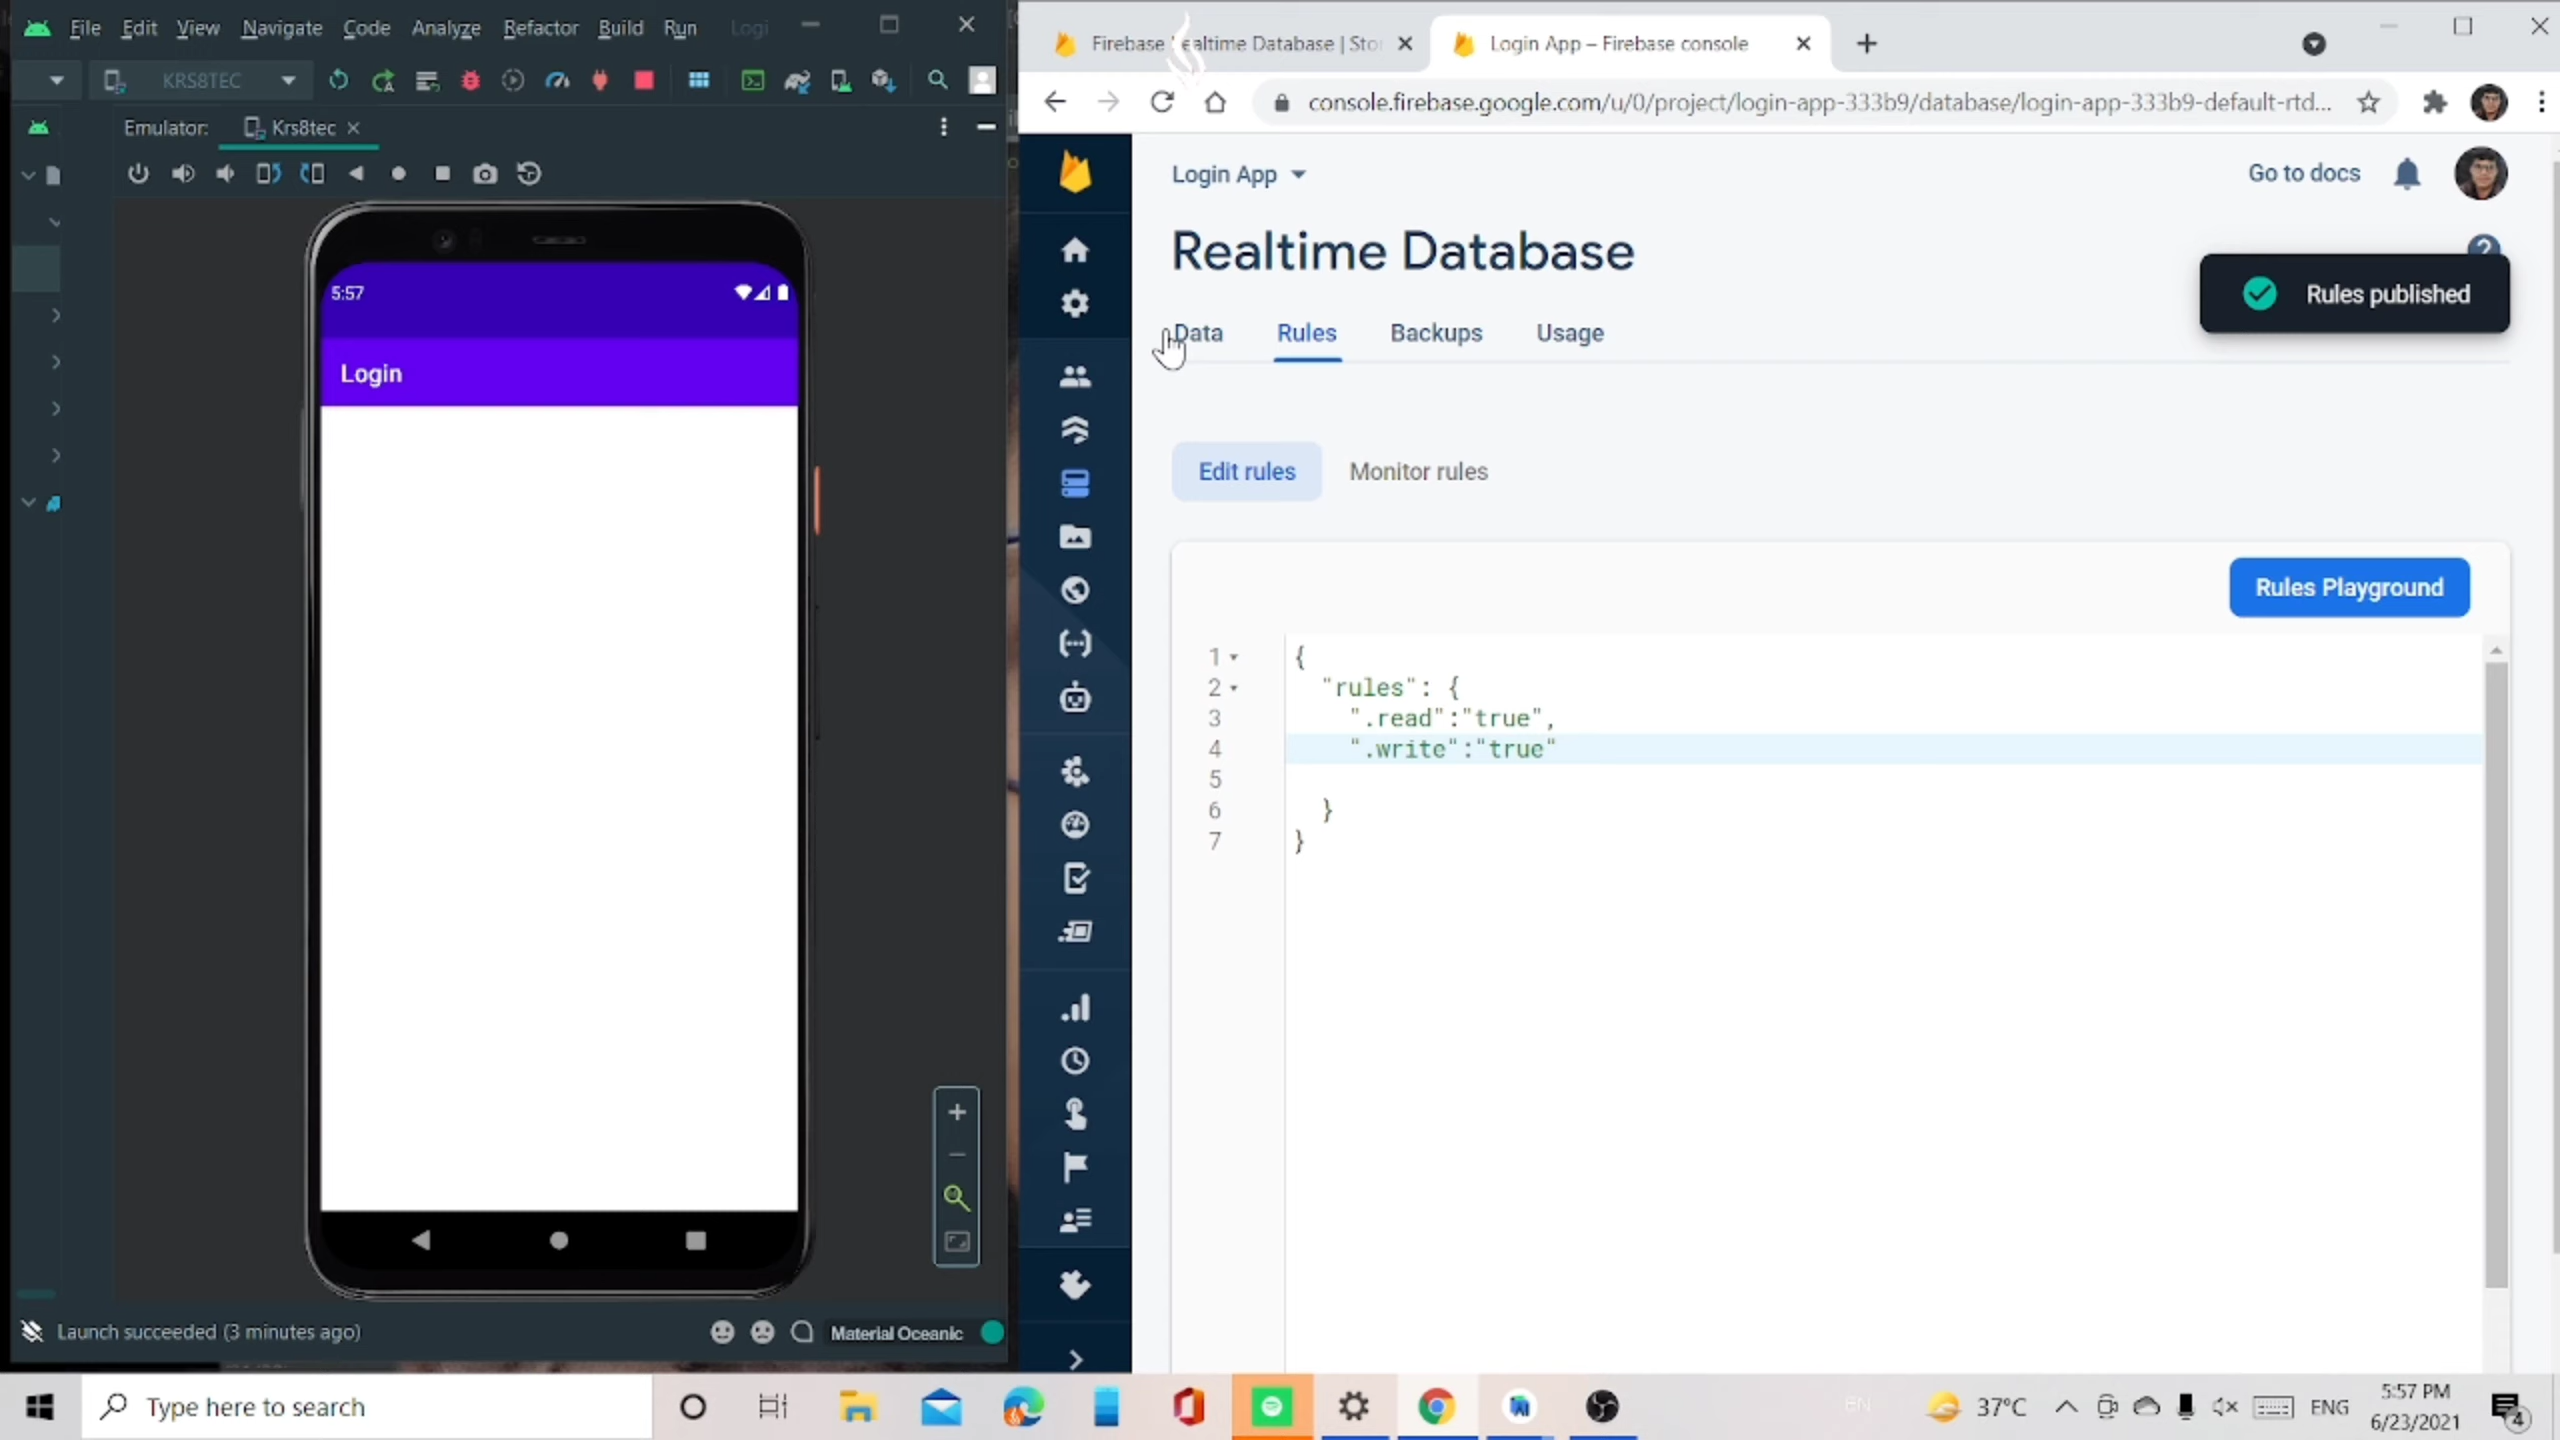 File Edit View Navigate Code Analyze Refactor Build Run Logi
KRS8TEC
Emulator: Krs8tec
5:57
Login
Launch succeeded (3 minutes ago)
Material Oceanic
Login App – Firebase console
console.firebase.google.com/u/0/project/login-app-333b9/database/login-app-333b9-default-rtd...
Login App
Go to docs
Realtime Database
Rules published
Data Rules Backups Usage
Edit rules Monitor rules
Rules Playground
1 {
2 "rules": {
3 ".read":"true",
4 ".write":"true"
5
6 }
7 }
Type here to search
EN
37°C
ENG
5:57 PM
6/23/2021
4